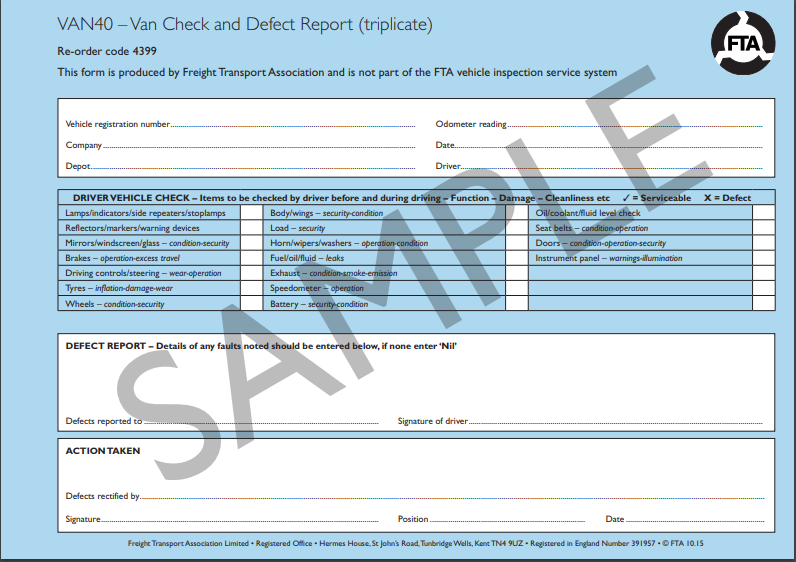 VAN40 – Van Check and Defect Report (triplicate)
FTA
Re-order code 4399
This form is produced by Freight Transport Association and is not part of the FTA vehicle inspection service system
Vehicle registration number Odometer reading
Company Date
Depot Driver
DRIVER VEHICLE CHECK – Items to be checked by driver before and during driving – Function – Damage – Cleanliness etc ✓ = Serviceable X = Defect
Lamps/indicators/side repeaters/stoplamps Body/wings – security-condition Oil/coolant/fluid level check
Reflectors/markers/warning devices Load – security Seat belts – condition-operation
Mirrors/windscreen/glass – condition-security Horn/wipers/washers – operation-condition Doors – condition-operation-security
Brakes – operation-excess travel Fuel/oil/fluid – leaks Instrument panel – warnings-illumination
Driving controls/steering – wear-operation Exhaust – condition-smoke-emission
Tyres – inflation-damage-wear Speedometer – operation
Wheels – condition-security Battery – security-condition
SAMPLE
DEFECT REPORT – Details of any faults noted should be entered below, if none enter ‘Nil’
Defects reported to Signature of driver
ACTION TAKEN
Defects rectified by
Signature Position Date
Freight Transport Association Limited • Registered Office • Hermes House, St John's Road, Tunbridge Wells, Kent TN4 9UZ • Registered in England Number 391957 • © FTA 10.15